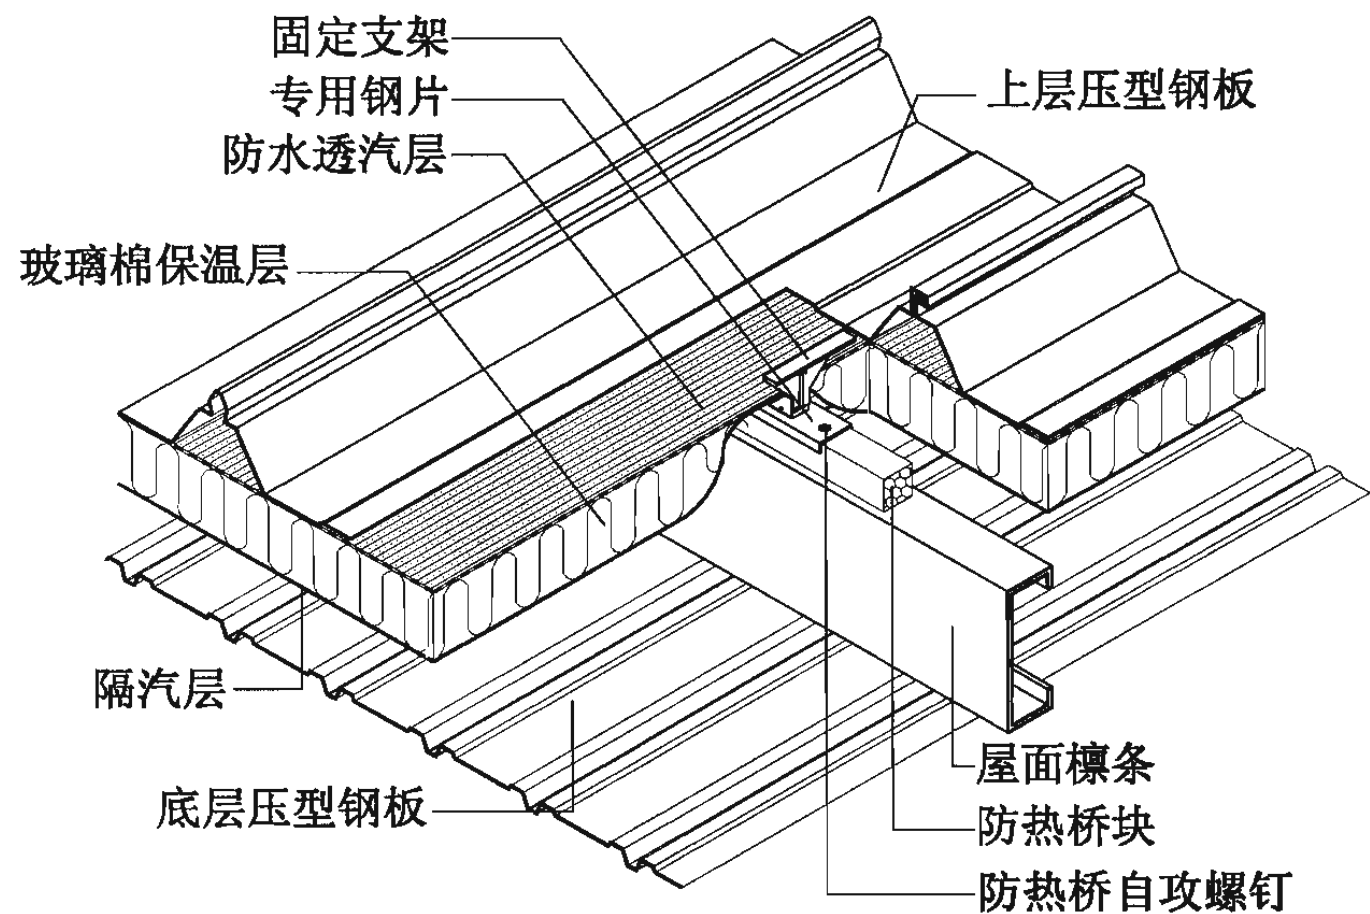 固定支架
专用钢片
防水透汽层
上层压型钢板
玻璃棉保温层
隔汽层
底层压型钢板
屋面檩条
防热桥块
防热桥自攻螺钉